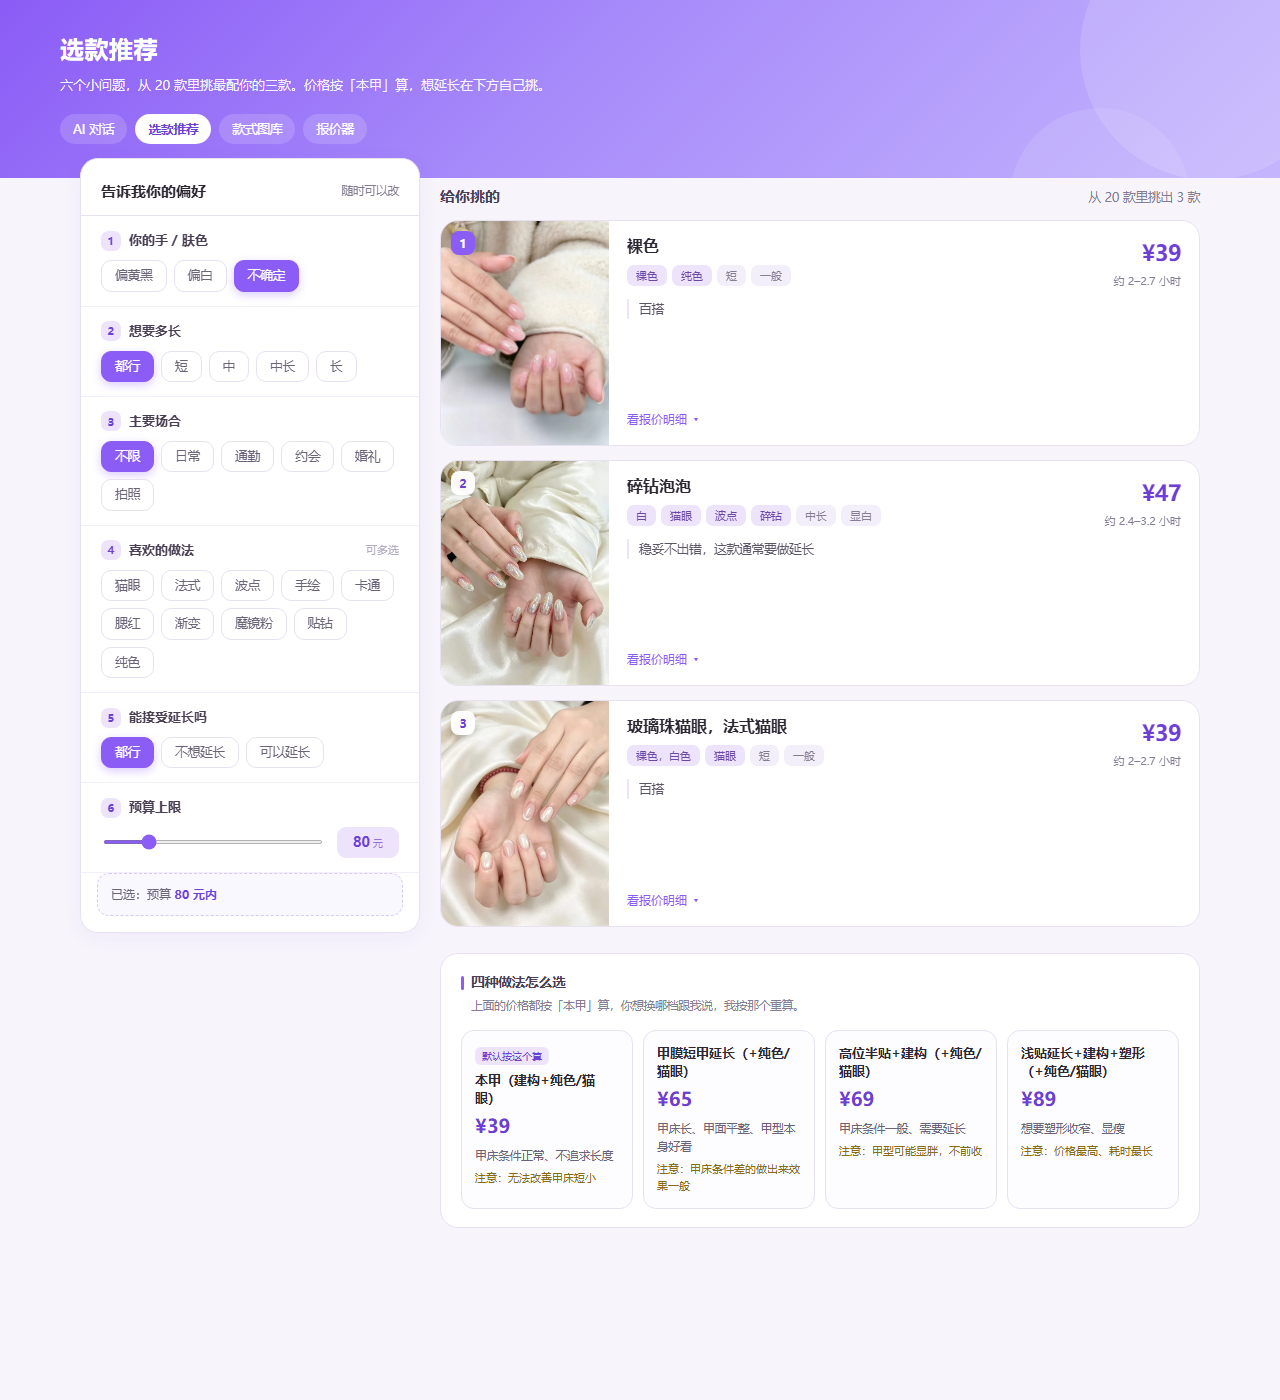 选款推荐
六个小问题，从 20 款里挑最配你的三款。价格按「本甲」算，想延长在下方自己挑。
AI 对话
选款推荐
款式图库
报价器
告诉我你的偏好
随时可以改
1 你的手 / 肤色
偏黄黑 偏白 不确定
2 想要多长
都行 短 中 中长 长
3 主要场合
不限 日常 通勤 约会 婚礼
拍照
4 喜欢的做法 可多选
猫眼 法式 波点 手绘 卡通
腮红 渐变 魔镜粉 贴钻
纯色
5 能接受延长吗
都行 不想延长 可以延长
6 预算上限
80 元
已选：预算 80 元内
给你挑的
从 20 款里挑出 3 款
1
裸色
裸色 纯色 短 一般
百搭
看报价明细
¥39
约 2–2.7 小时
2
碎钻泡泡
白 猫眼 波点 碎钻 中长 显白
稳妥不出错，这款通常要做延长
看报价明细
¥47
约 2.4–3.2 小时
3
玻璃珠猫眼，法式猫眼
裸色，白色 猫眼 短 一般
百搭
看报价明细
¥39
约 2–2.7 小时
四种做法怎么选
上面的价格都按「本甲」算，你想换哪档跟我说，我按那个重算。
默认按这个算
本甲（建构+纯色/猫
眼）
¥39
甲床条件正常、不追求长度
注意：无法改善甲床短小
甲膜短甲延长（+纯色/
猫眼）
¥65
甲床长、甲面平整、甲型本
身好看
注意：甲床条件差的做出来效
果一般
高位半贴+建构（+纯色/
猫眼）
¥69
甲床条件一般、需要延长
注意：甲型可能显胖，不前收
浅贴延长+建构+塑形
（+纯色/猫眼）
¥89
想要塑形收窄、显瘦
注意：价格最高、耗时最长